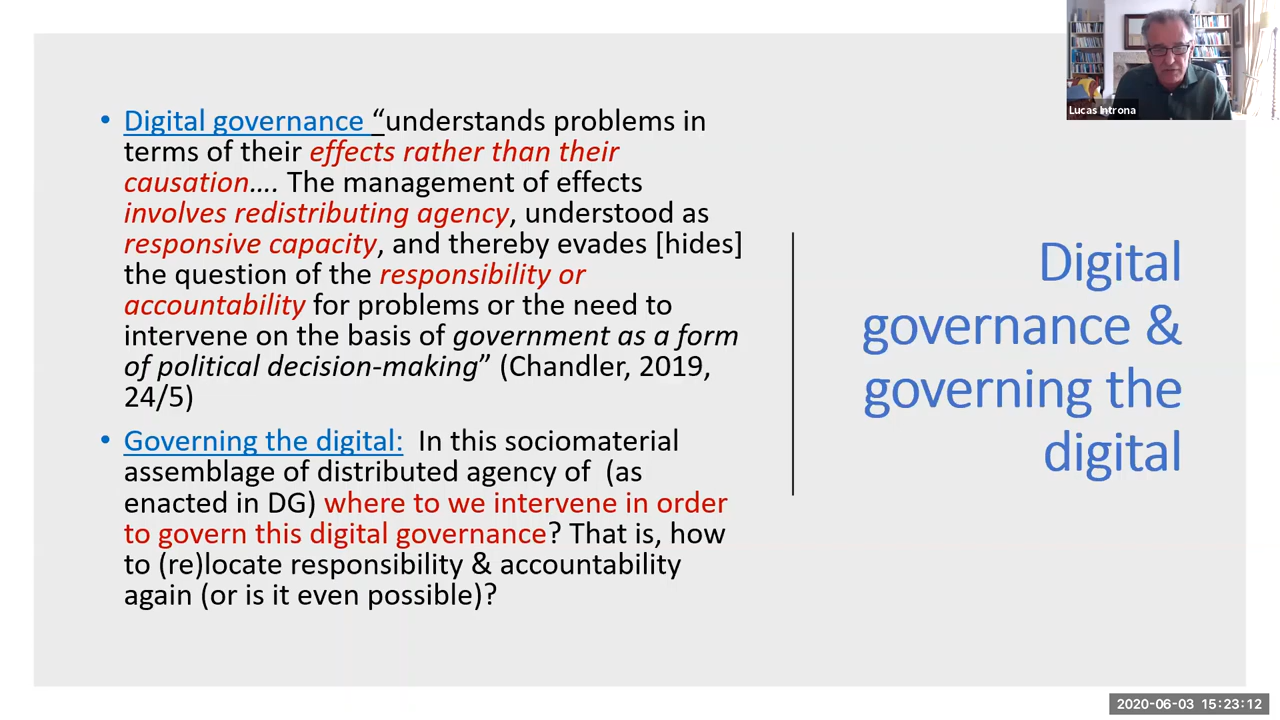 • Digital governance “understands problems in
terms of their effects rather than their
causation…. The management of effects
involves redistributing agency, understood as
responsive capacity, and thereby evades [hides]
the question of the responsibility or
accountability for problems or the need to
intervene on the basis of government as a form
of political decision-making” (Chandler, 2019,
24/5)
• Governing the digital: In this sociomaterial
assemblage of distributed agency of (as
enacted in DG) where to we intervene in order
to govern this digital governance? That is, how
to (re)locate responsibility & accountability
again (or is it even possible)?
Digital
governance &
governing the
digital
Lucas Introna
2020-06-03 15:23:12